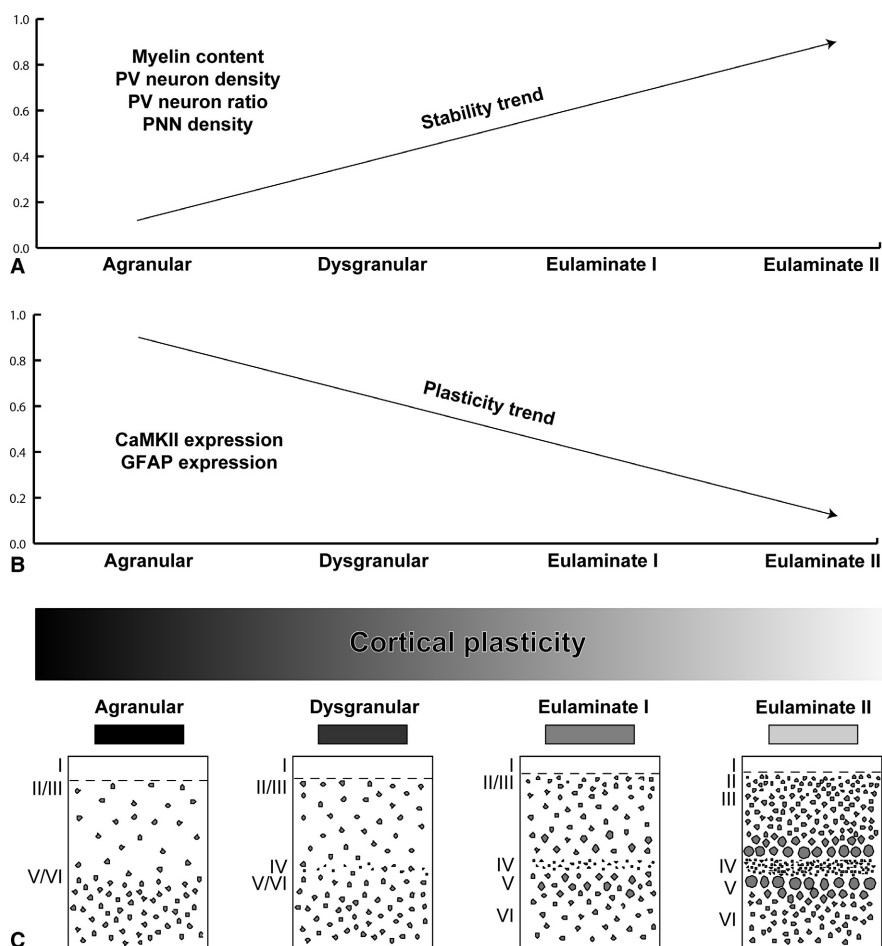 1.0
0.8
0.6
0.4
0.2
0.0
Myelin content
PV neuron density
PV neuron ratio
PNN density
Stability trend
A
Agranular Dysgranular Eulaminate I Eulaminate II
1.0
0.8
0.6
0.4
0.2
0.0
Plasticity trend
CaMKII expression
GFAP expression
B
Agranular Dysgranular Eulaminate I Eulaminate II
Cortical plasticity
Agranular Dysgranular Eulaminate I Eulaminate II
I
II/III
V/VI
II/III
IV
V/VI
I
II/III
IV
V
VI
I
II
III
IV
V
VI
C